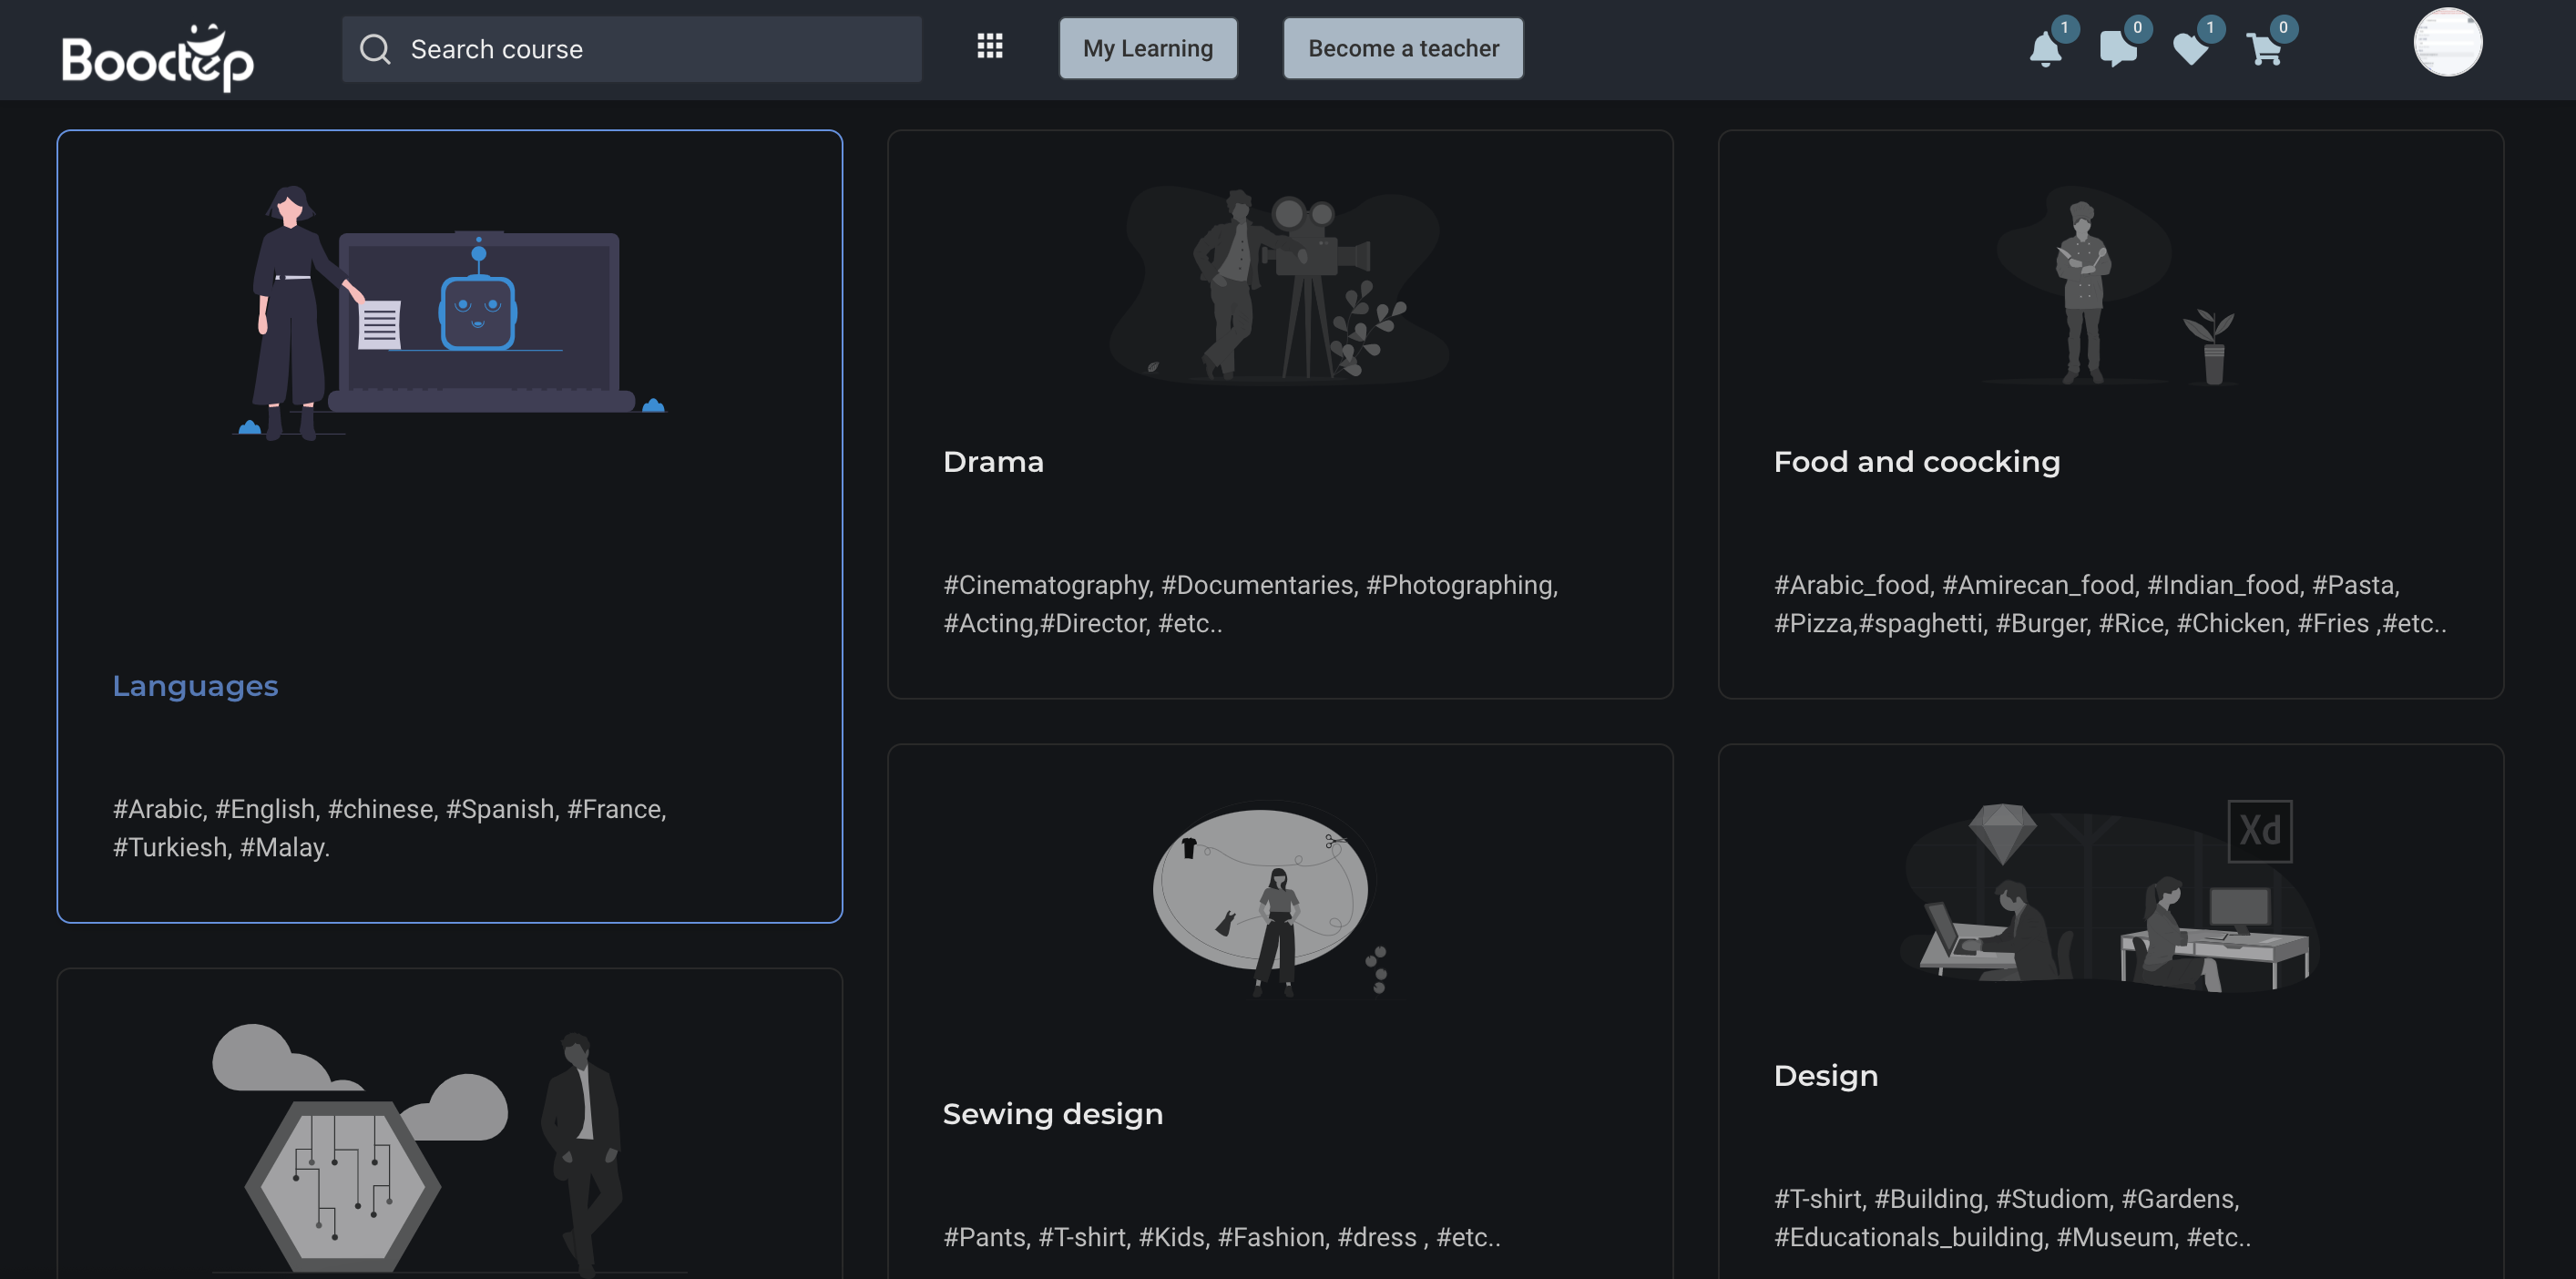 Booctep
Search course
My Learning
Become a teacher
1
0
1
0
Languages
#Arabic, #English, #chinese, #Spanish, #France,
#Turkiesh, #Malay.
Drama
#Cinematography, #Documentaries, #Photographing,
#Acting,#Director, #etc..
Food and coocking
#Arabic_food, #Amirecan_food, #Indian_food, #Pasta,
#Pizza,#spaghetti, #Burger, #Rice, #Chicken, #Fries ,#etc..
Sewing design
#Pants, #T-shirt, #Kids, #Fashion, #dress , #etc..
Xd
Design
#T-shirt, #Building, #Studiom, #Gardens,
#Educationals_building, #Museum, #etc..